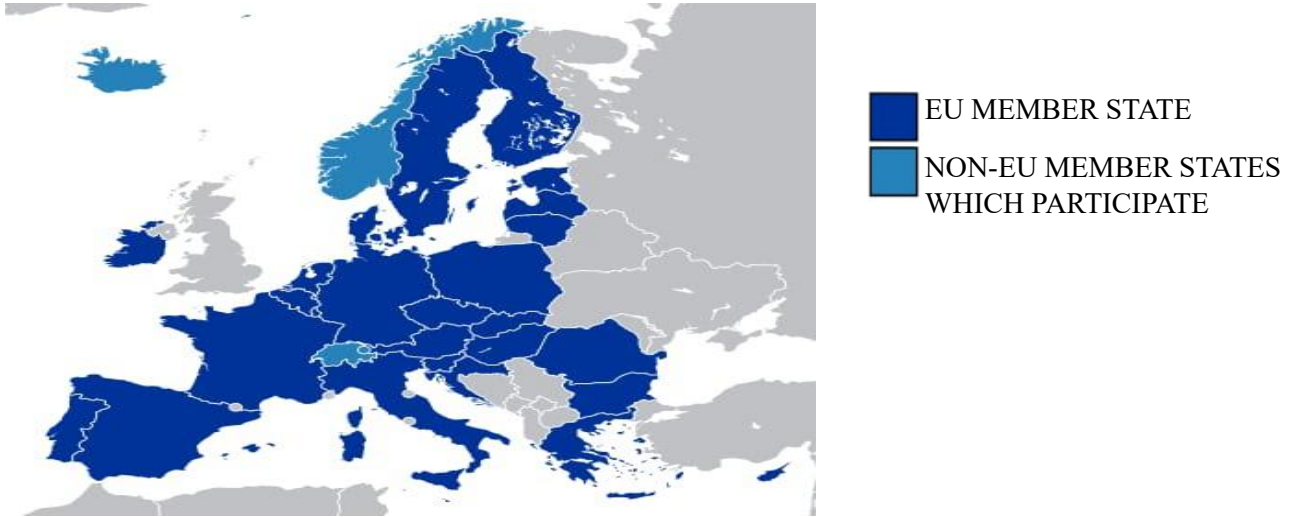 EU MEMBER STATE
NON-EU MEMBER STATES
WHICH PARTICIPATE